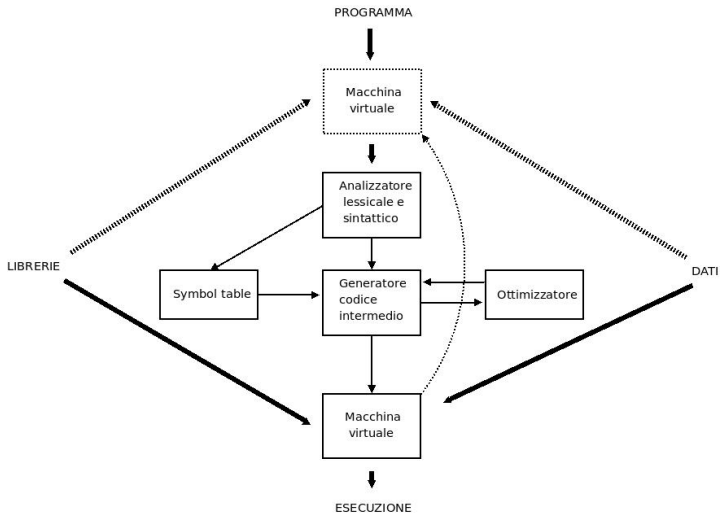 PROGRAMMA
Macchina
virtuale
Analizzatore
lessicale e
sintattico
LIBRERIE
DATI
Symbol table
Generatore
codice
intermedio
Ottimizzatore
Macchina
virtuale
ESECUZIONE